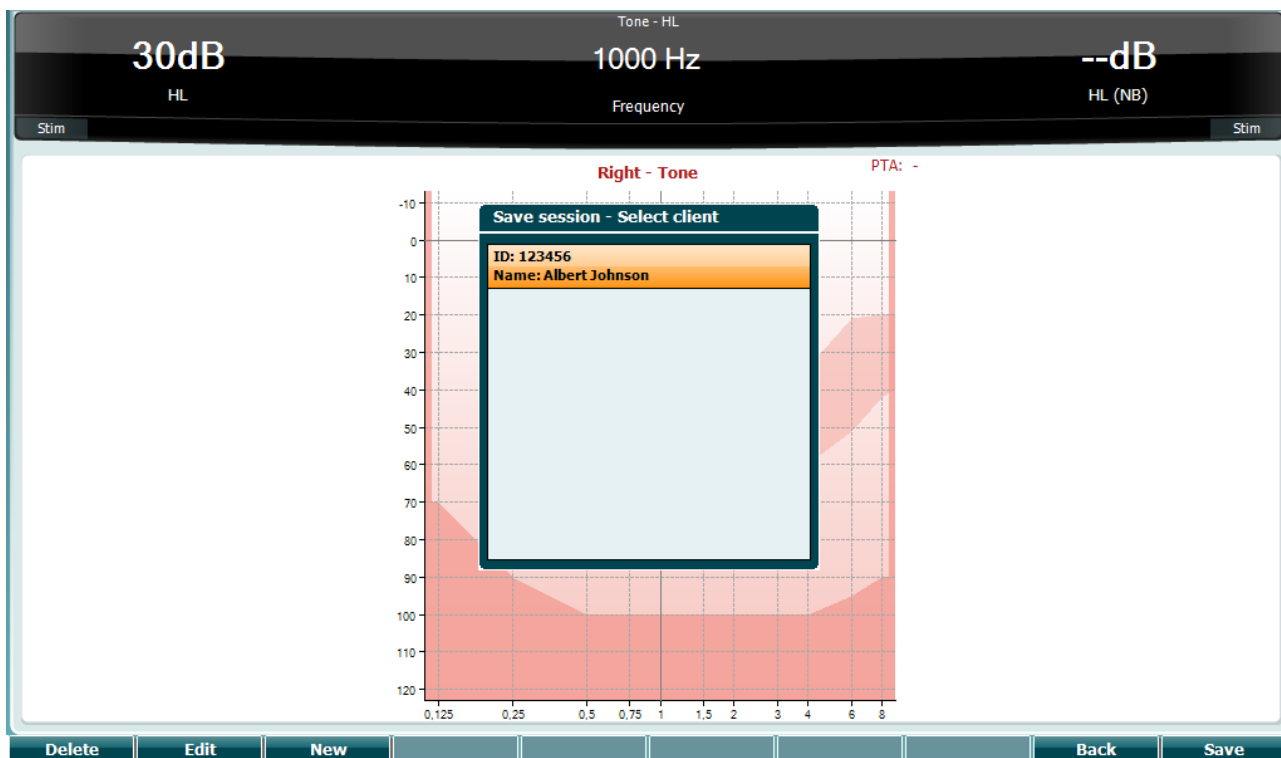 Tone - HL
30dB 1000 Hz --dB
HL Frequency HL (NB)
Stim Stim
Right - Tone PTA: -
Save session - Select client
ID: 123456
Name: Albert Johnson
-10
0
10
20
30
40
50
60
70
80
90
100
110
120
0,125 0,25 0,5 0,75 1 1,5 2 3 4 6 8
Delete Edit New Back Save